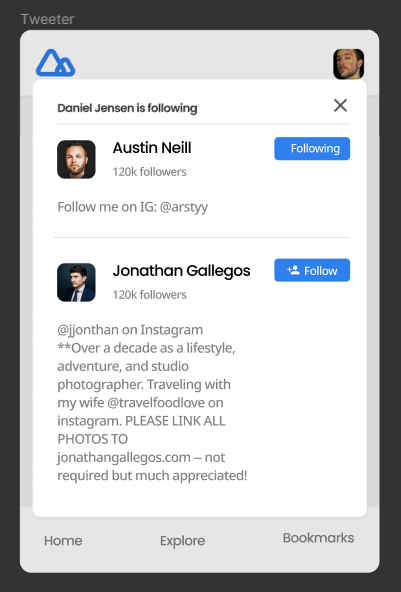 Tweeter
Daniel Jensen is following
Austin Neill
Following
120k followers
Follow me on IG: @arstyy
Jonathan Gallegos
Follow
120k followers
@jjonthan on Instagram
**Over a decade as a lifestyle,
adventure, and studio
photographer. Traveling with
my wife @travelfoodlove on
instagram. PLEASE LINK ALL
PHOTOS TO
jonathangallegos.com -- not
required but much appreciated!
Home
Explore
Bookmarks